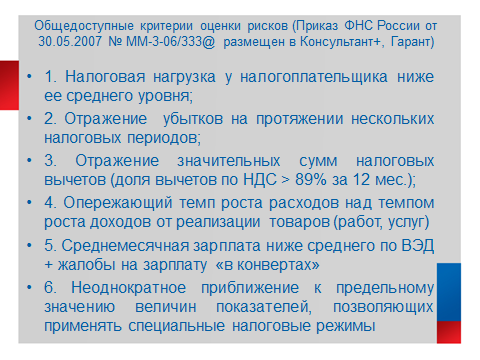 Общедоступные критерии оценки рисков (Приказ ФНС России от
30.05.2007 № ММ-3-06/333@ размещен в Консультант+, Гарант)
• 1. Налоговая нагрузка у налогоплательщика ниже
ее среднего уровня;
• 2. Отражение убытков на протяжении нескольких
налоговых периодов;
• 3. Отражение значительных сумм налоговых
вычетов (доля вычетов по НДС > 89% за 12 мес.);
• 4. Опережающий темп роста расходов над темпом
роста доходов от реализации товаров (работ, услуг)
• 5. Среднемесячная зарплата ниже среднего по ВЭД
+ жалобы на зарплату «в конвертах»
• 6. Неоднократное приближение к предельному
значению величин показателей, позволяющих
применять специальные налоговые режимы